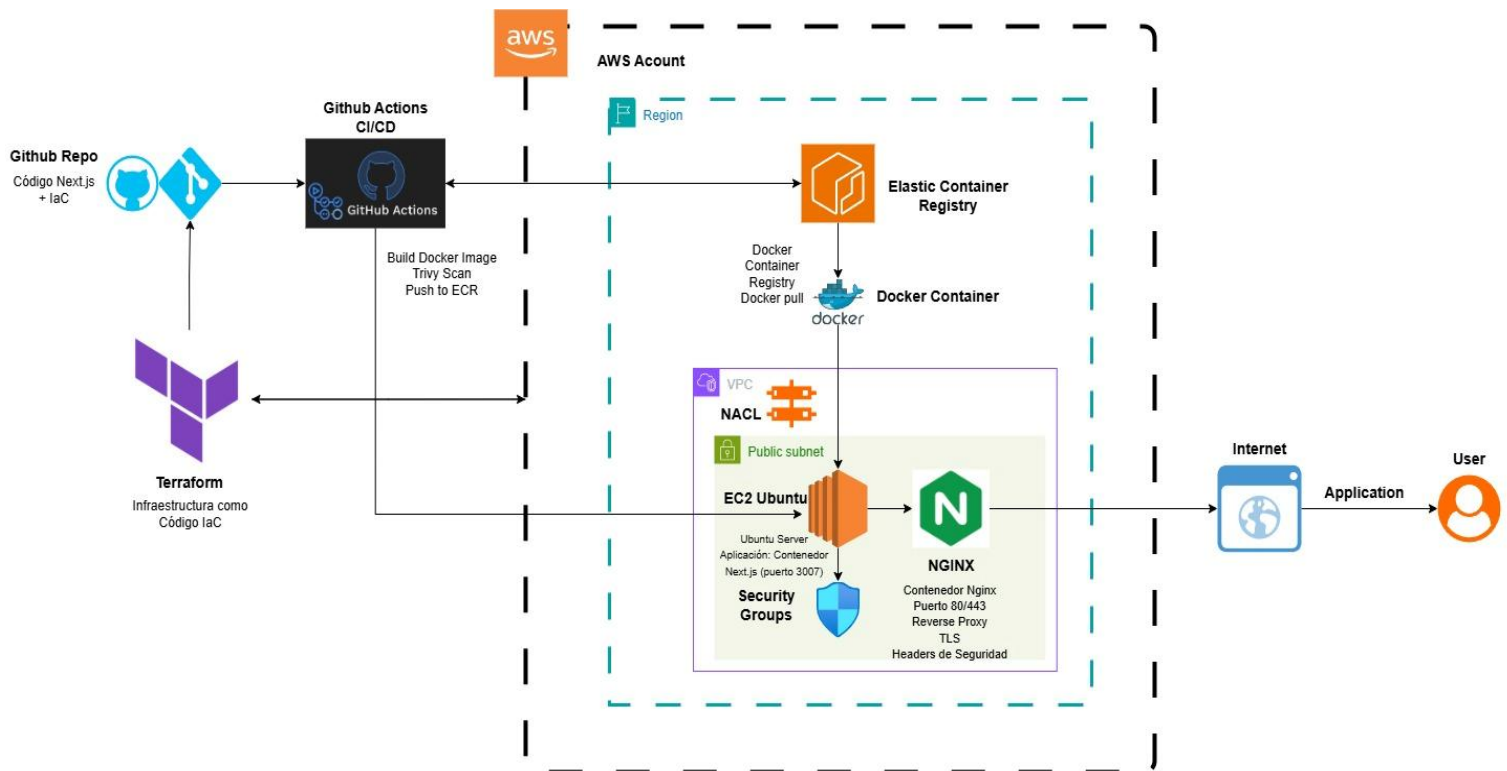 aws
AWS Acount
Region
Github Actions
CI/CD
GitHub Actions
Github Repo
Código Next.js
+ IaC
Build Docker Image
Trivy Scan
Push to ECR
Elastic Container
Registry
Docker
Container
Registry
Docker pull
docker
Docker Container
Terraform
Infraestructura como
Código IaC
VPC
NACL
Public subnet
EC2 Ubuntu
Ubuntu Server
Aplicación: Contenedor
Next.js (puerto 3007)
Security
Groups
N
NGINX
Contenedor Nginx
Puerto 80/443
Reverse Proxy
TLS
Headers de Seguridad
Internet
Application
User